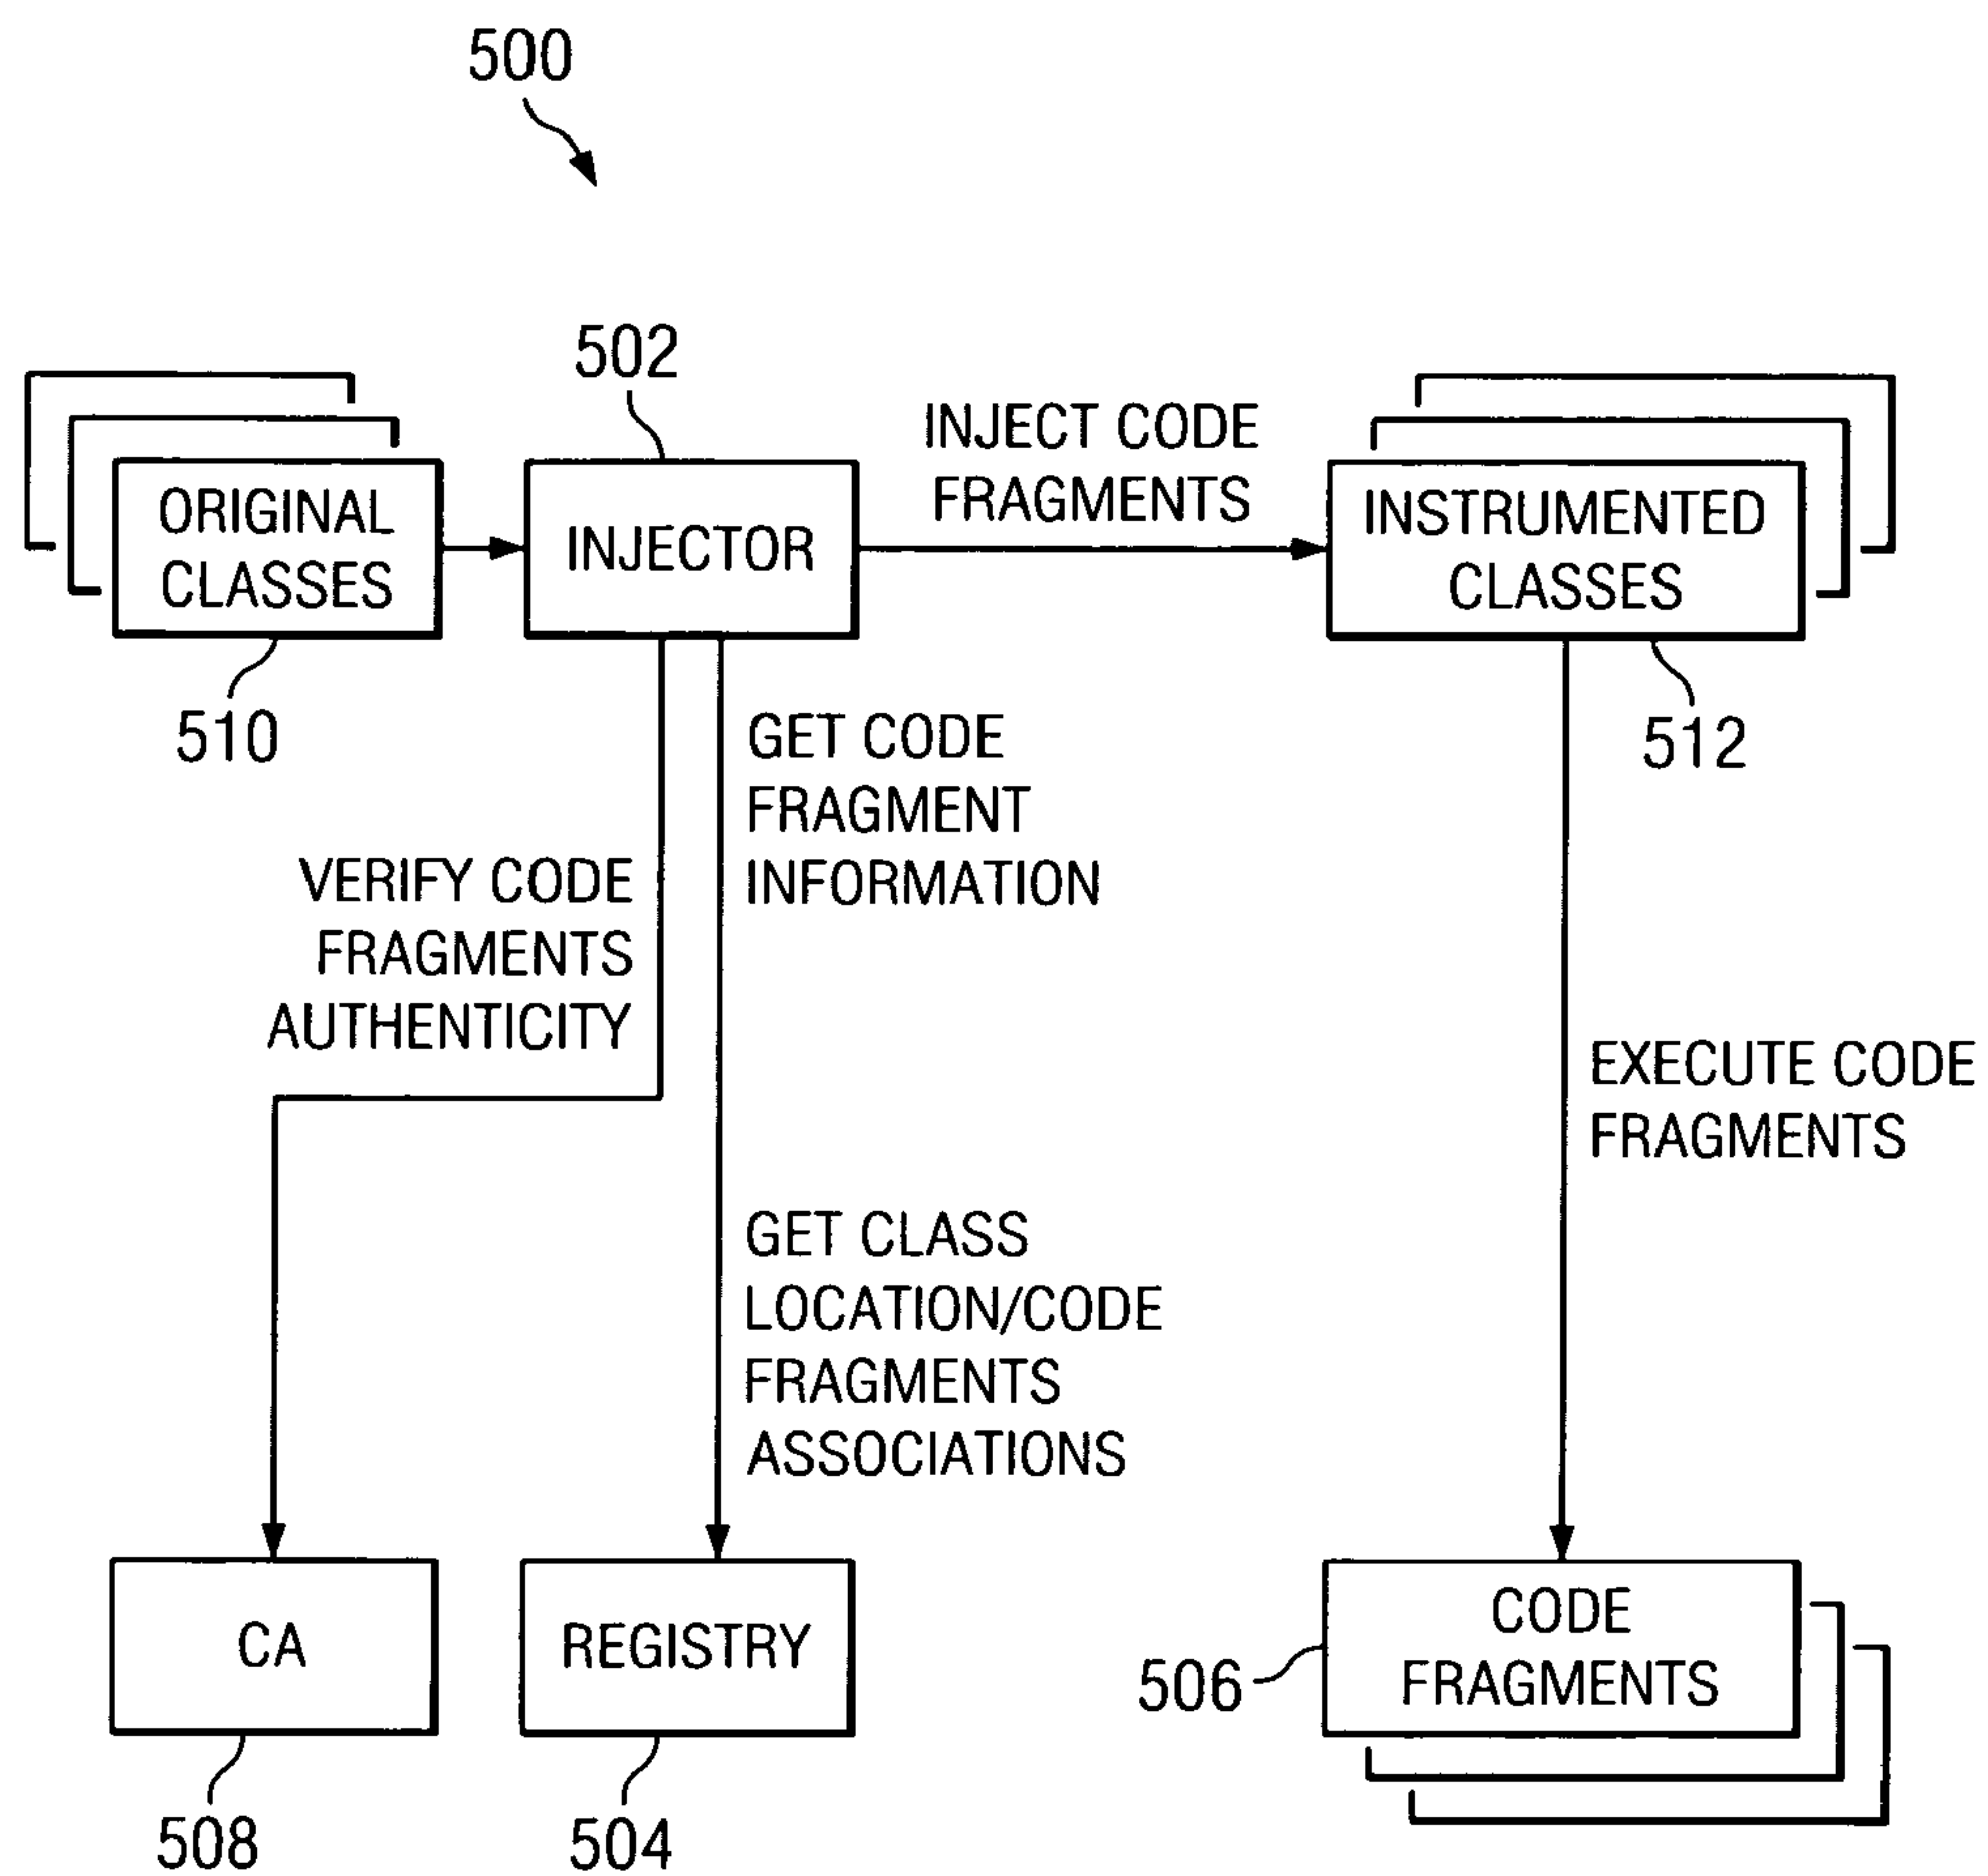 500
502
ORIGINAL
CLASSES
INJECTOR
INJECT CODE
FRAGMENTS
INSTRUMENTED
CLASSES
510
512
GET CODE
FRAGMENT
INFORMATION
VERIFY CODE
FRAGMENTS
AUTHENTICITY
EXECUTE CODE
FRAGMENTS
GET CLASS
LOCATION/CODE
FRAGMENTS
ASSOCIATIONS
CA
REGISTRY
CODE
FRAGMENTS
506
508
504